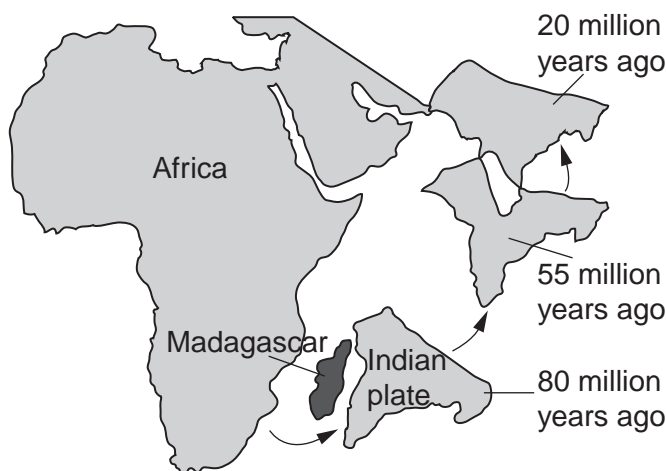 20 million
years ago
Africa
55 million
years ago
Madagascar
Indian
plate
80 million
years ago